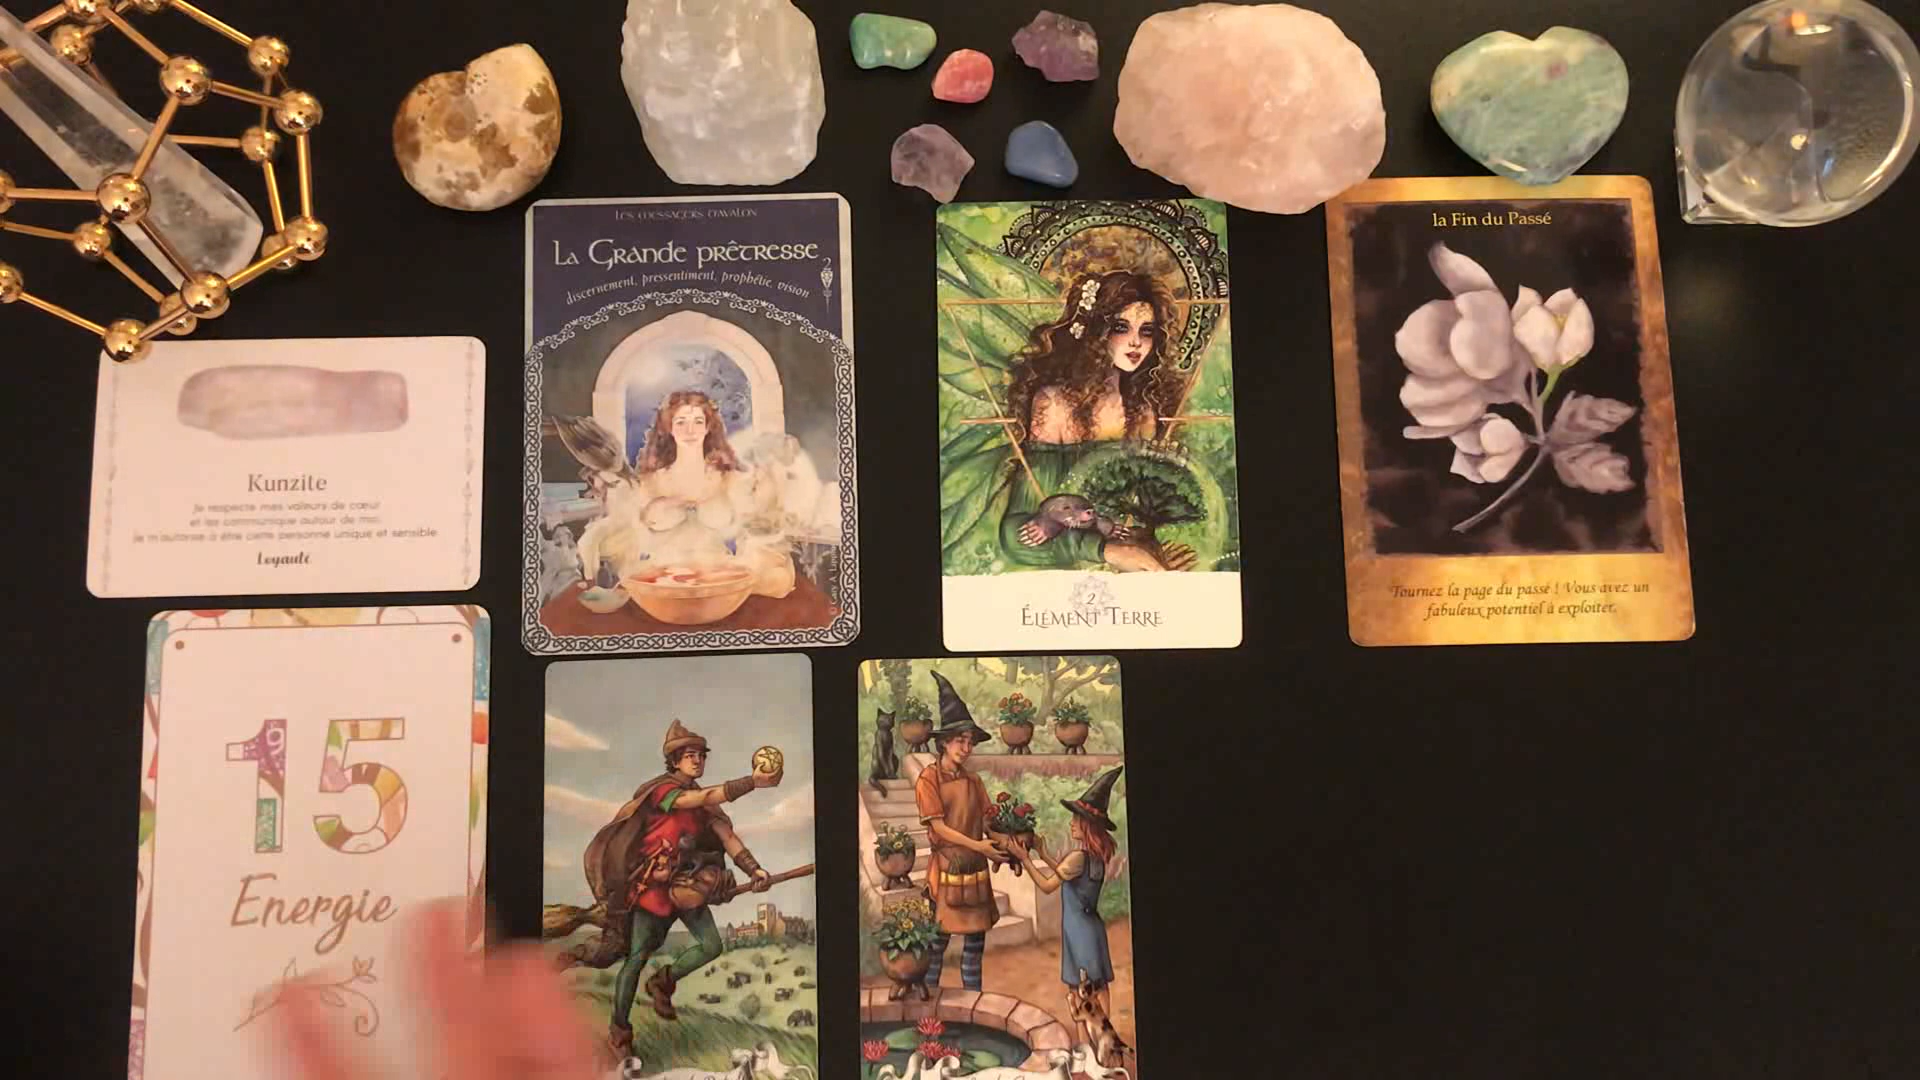 Les messagers d'Avalon
La Grande prêtresse
discernement, pressentiment, prophétie, vision
la Fin du Passé
Kunzite
Je respecte mes valeurs de cœur
et les communique autour de moi.
Je m'autorise à être cette personne unique et sensible
Loyauté
2
Élément Terre
Tournez la page du passé ! Vous avez un
fabuleux potentiel à exploiter.
15
Energie